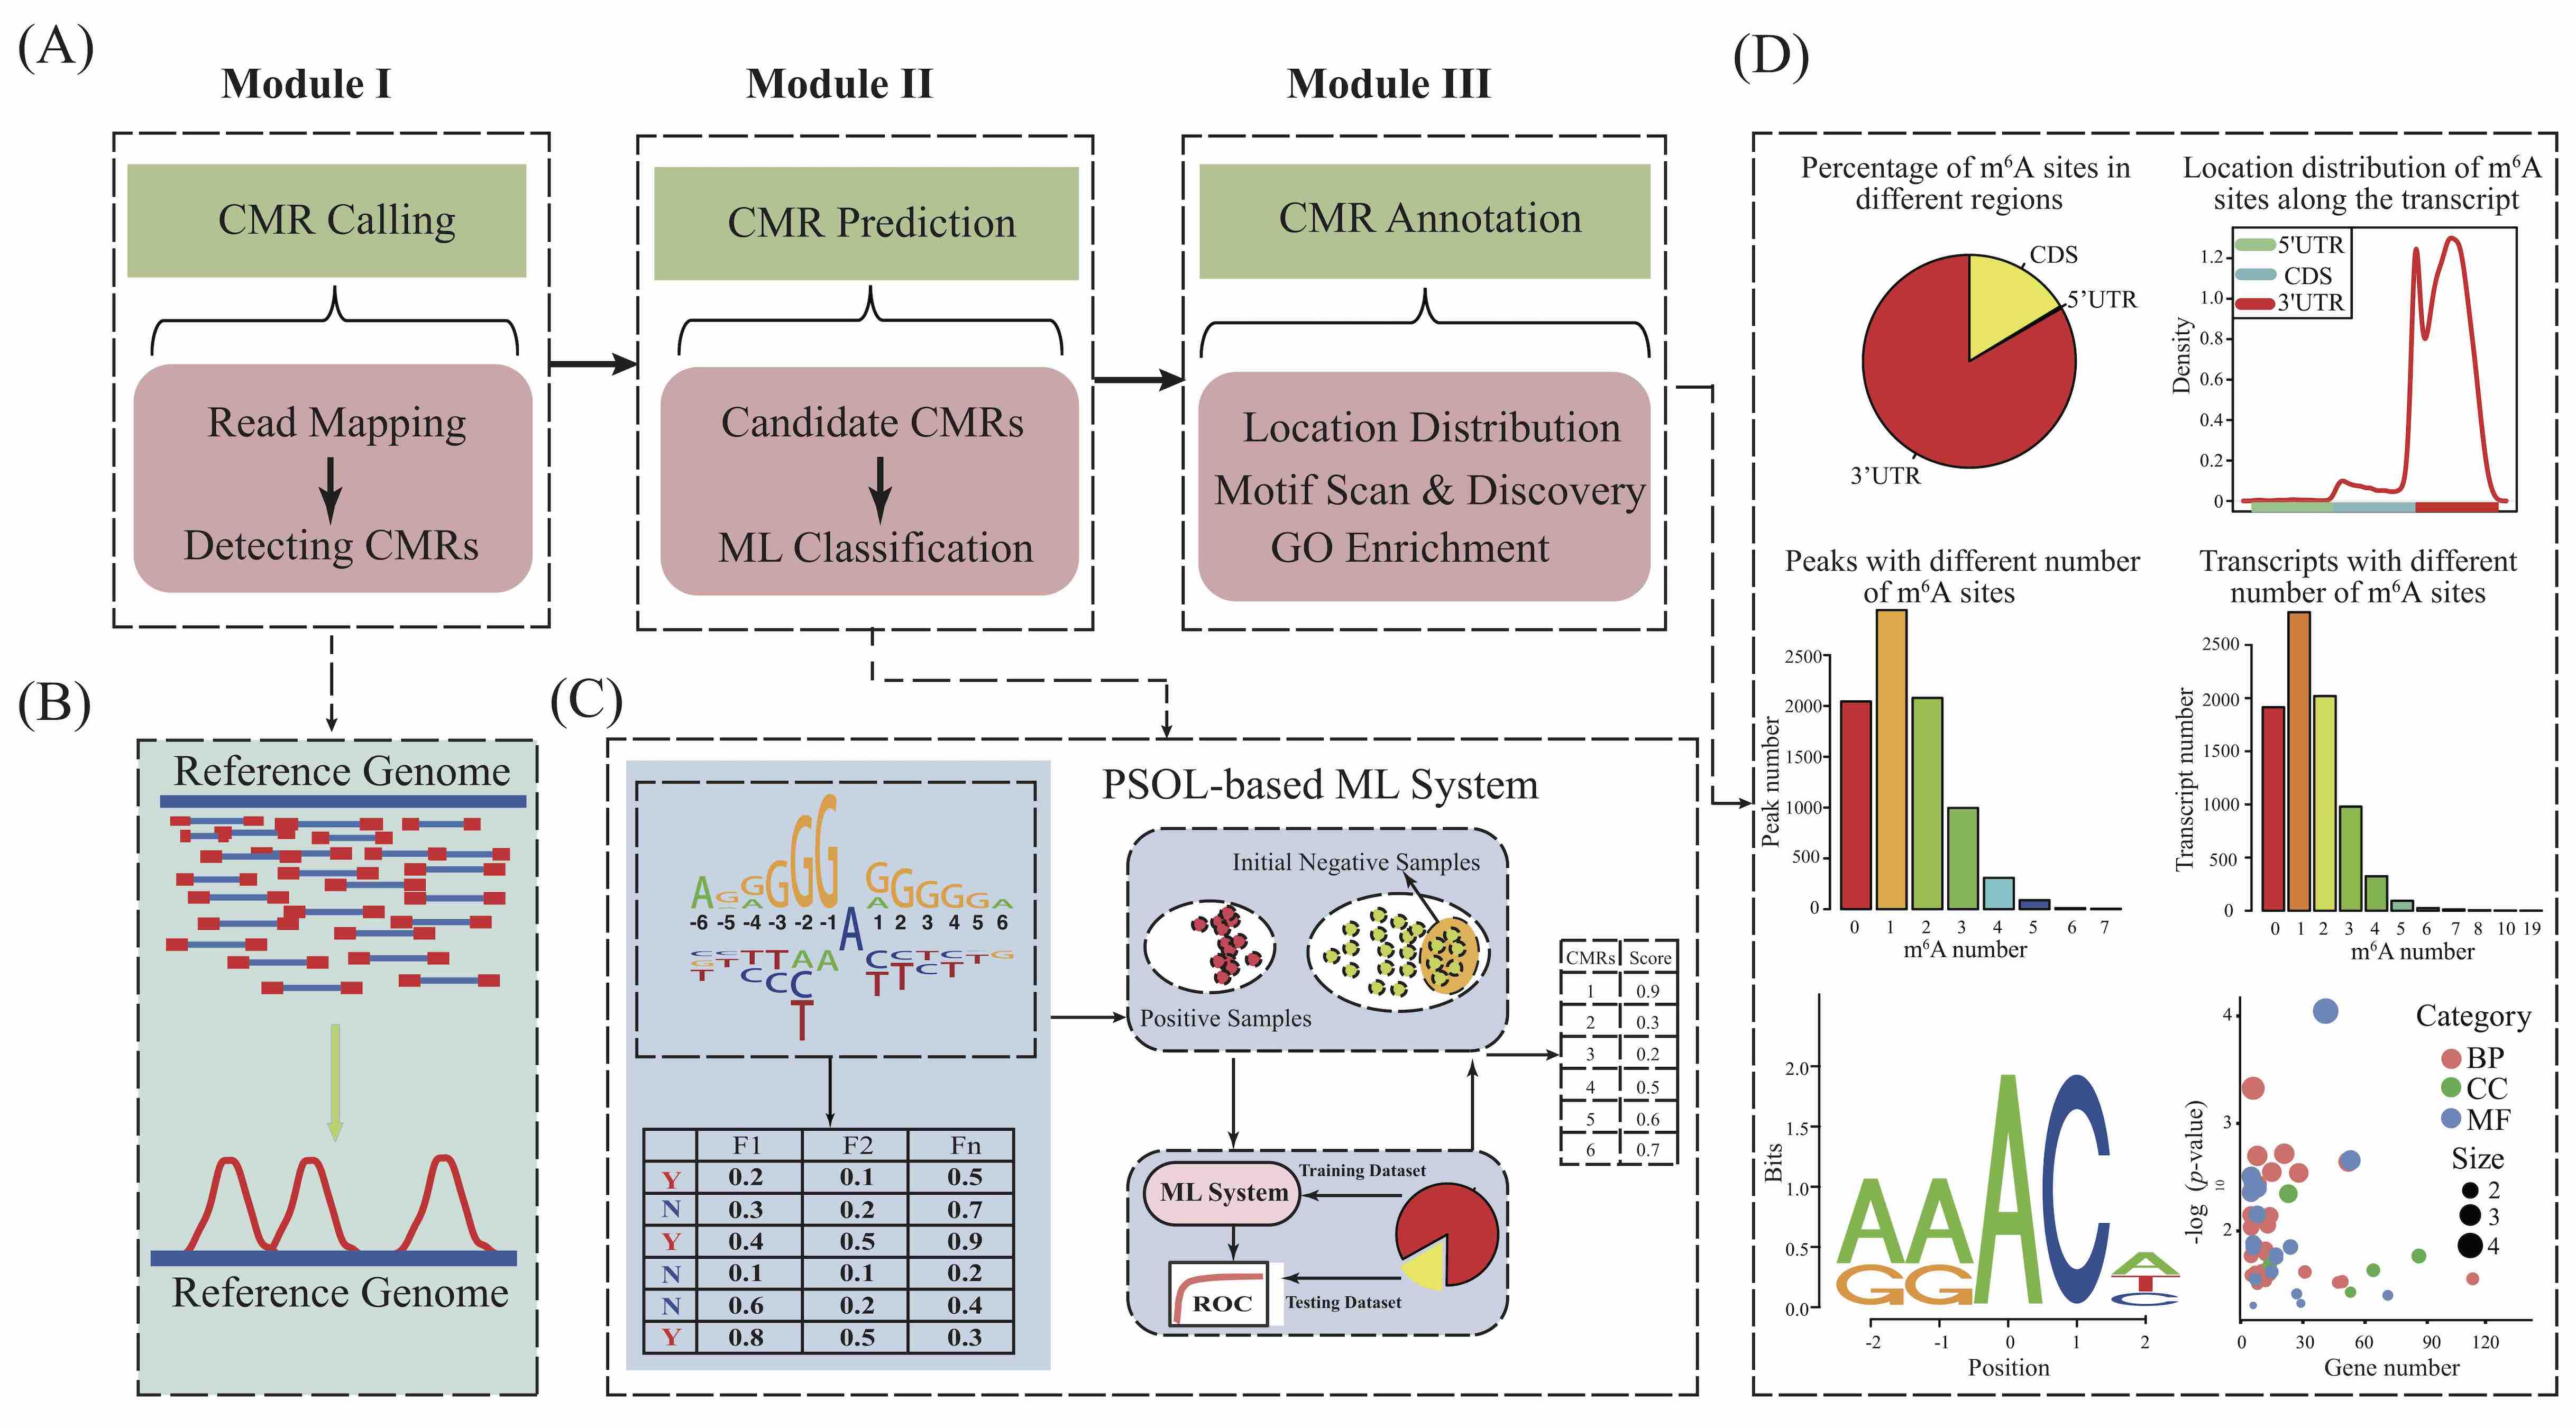 (A)
Module I
Module II
Module III
CMR Calling
Read Mapping
Detecting CMRs
CMR Prediction
Candidate CMRs
ML Classification
CMR Annotation
Location Distribution
Motif Scan & Discovery
GO Enrichment
(B)
Reference Genome
Reference Genome
(C)
PSOL-based ML System
A G G G G G G G G G G A
A A A
-6 -5 -4 -3 -2 -1 A 1 2 3 4 5 6
F1 F2 Fn
Y 0.2 0.1 0.5
N 0.3 0.2 0.7
Y 0.4 0.5 0.9
N 0.1 0.1 0.2
N 0.6 0.2 0.4
Y 0.8 0.5 0.3
Initial Negative Samples
Positive Samples
ML System
Training Dataset
ROC
Testing Dataset
CMRs Score
1 0.9
2 0.3
3 0.2
4 0.5
5 0.6
6 0.7
(D)
Percentage of m⁶A sites in
different regions
CDS
5’UTR
3’UTR
Location distribution of m⁶A
sites along the transcript
5'UTR
CDS
3'UTR
Density
1.2
1.0
0.8
0.6
0.4
0.2
0
Peaks with different number
of m⁶A sites
Peak number
2500
2000
1500
1000
500
0
0 1 2 3 4 5 6 7
m⁶A number
Transcripts with different
number of m⁶A sites
Transcript number
2500
2000
1500
1000
500
0
0 1 2 3 4 5 6 7 8 10 19
m⁶A number
Bits
2.0
1.5
1.0
0.5
0.0
A A A C A
G G T
C
-2 -1 0 1 2
Position
-log₁₀ (p-value)
4
3
2
0 30 60 90 120
Gene number
Category
BP
CC
MF
Size
2
3
4